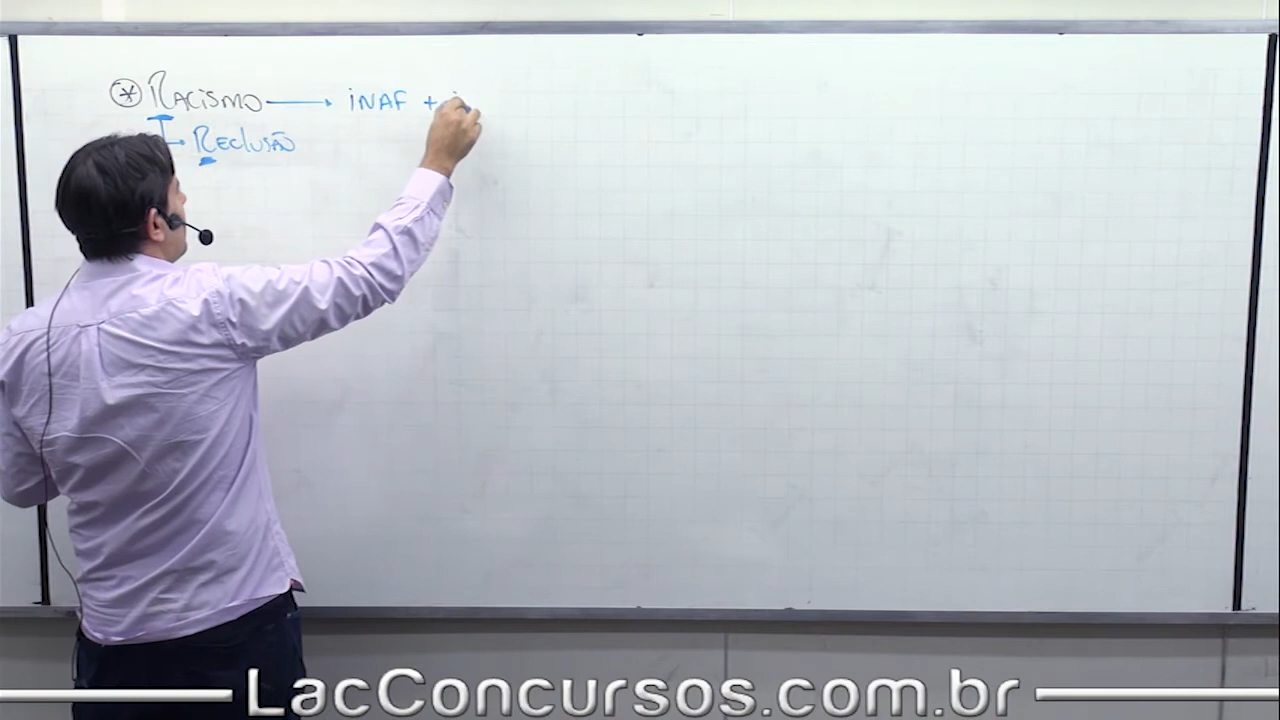 * Racismo → inaf + i
→ Reclusão
LacConcursos.com.br